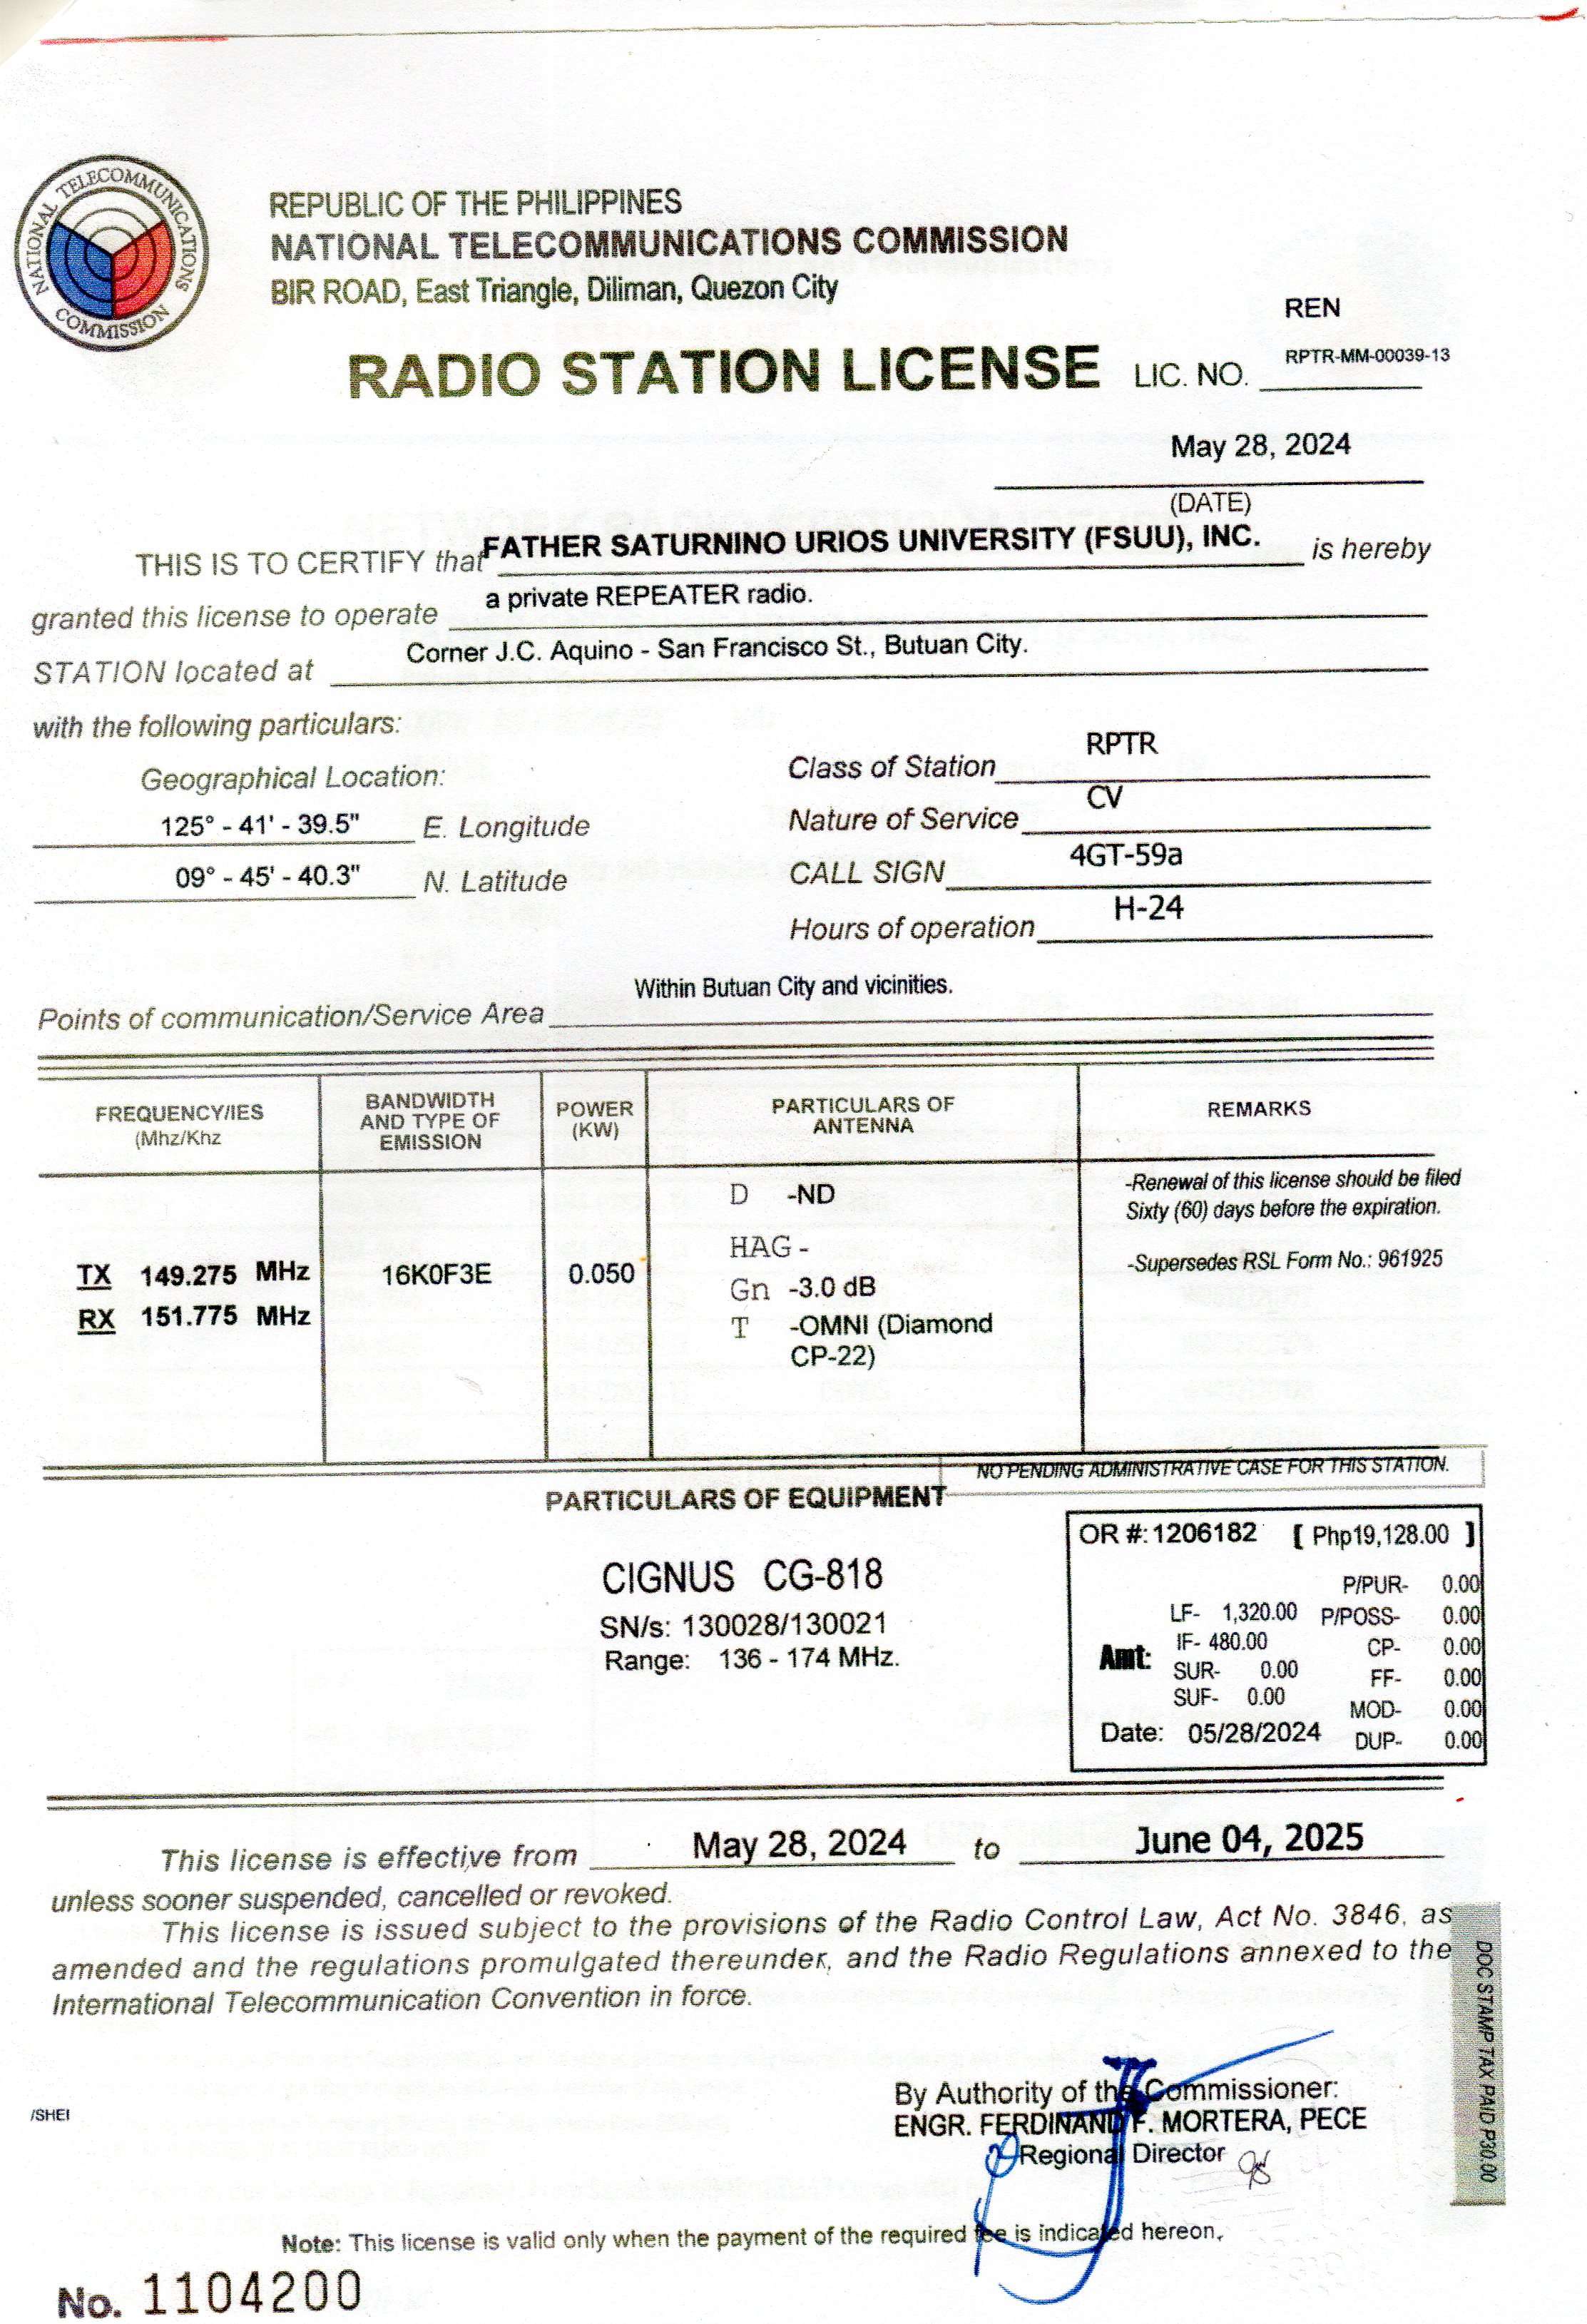 NATIONAL TELECOMMUNICATIONS COMMISSION
REPUBLIC OF THE PHILIPPINES
NATIONAL TELECOMMUNICATIONS COMMISSION
BIR ROAD, East Triangle, Diliman, Quezon City
REN
RADIO STATION LICENSE LIC. NO. RPTR-MM-00039-13
May 28, 2024
(DATE)
THIS IS TO CERTIFY that FATHER SATURNINO URIOS UNIVERSITY (FSUU), INC. is hereby
granted this license to operate a private REPEATER radio.
STATION located at Corner J.C. Aquino - San Francisco St., Butuan City.
with the following particulars:
Geographical Location:
125° - 41' - 39.5" E. Longitude
09° - 45' - 40.3" N. Latitude
Class of Station RPTR
Nature of Service CV
CALL SIGN 4GT-59a
Hours of operation H-24
Points of communication/Service Area Within Butuan City and vicinities.
FREQUENCY/IES
(Mhz/Khz
BANDWIDTH
AND TYPE OF
EMISSION
POWER
(KW)
PARTICULARS OF
ANTENNA
REMARKS
TX 149.275 MHz
RX 151.775 MHz
16K0F3E
0.050
D -ND
HAG -
Gn -3.0 dB
T -OMNI (Diamond
CP-22)
-Renewal of this license should be filed
Sixty (60) days before the expiration.
-Supersedes RSL Form No.: 961925
NO PENDING ADMINISTRATIVE CASE FOR THIS STATION.
PARTICULARS OF EQUIPMENT
CIGNUS CG-818
SN/s: 130028/130021
Range: 136 - 174 MHz.
OR #: 1206182 [ Php19,128.00 ]
P/PUR- 0.00
LF- 1,320.00 P/POSS- 0.00
Amt: IF- 480.00 CP- 0.00
SUR- 0.00 FF- 0.00
SUF- 0.00 MOD- 0.00
Date: 05/28/2024 DUP- 0.00
This license is effective from May 28, 2024 to June 04, 2025
unless sooner suspended, cancelled or revoked.
This license is issued subject to the provisions of the Radio Control Law, Act No. 3846, as
amended and the regulations promulgated thereunder, and the Radio Regulations annexed to the
International Telecommunication Convention in force.
DOC STAMP TAX PAID P30.00
By Authority of the Commissioner:
/SHEI
ENGR. FERDINAND F. MORTERA, PECE
Regional Director
Note: This license is valid only when the payment of the required fee is indicated hereon.
No. 1104200